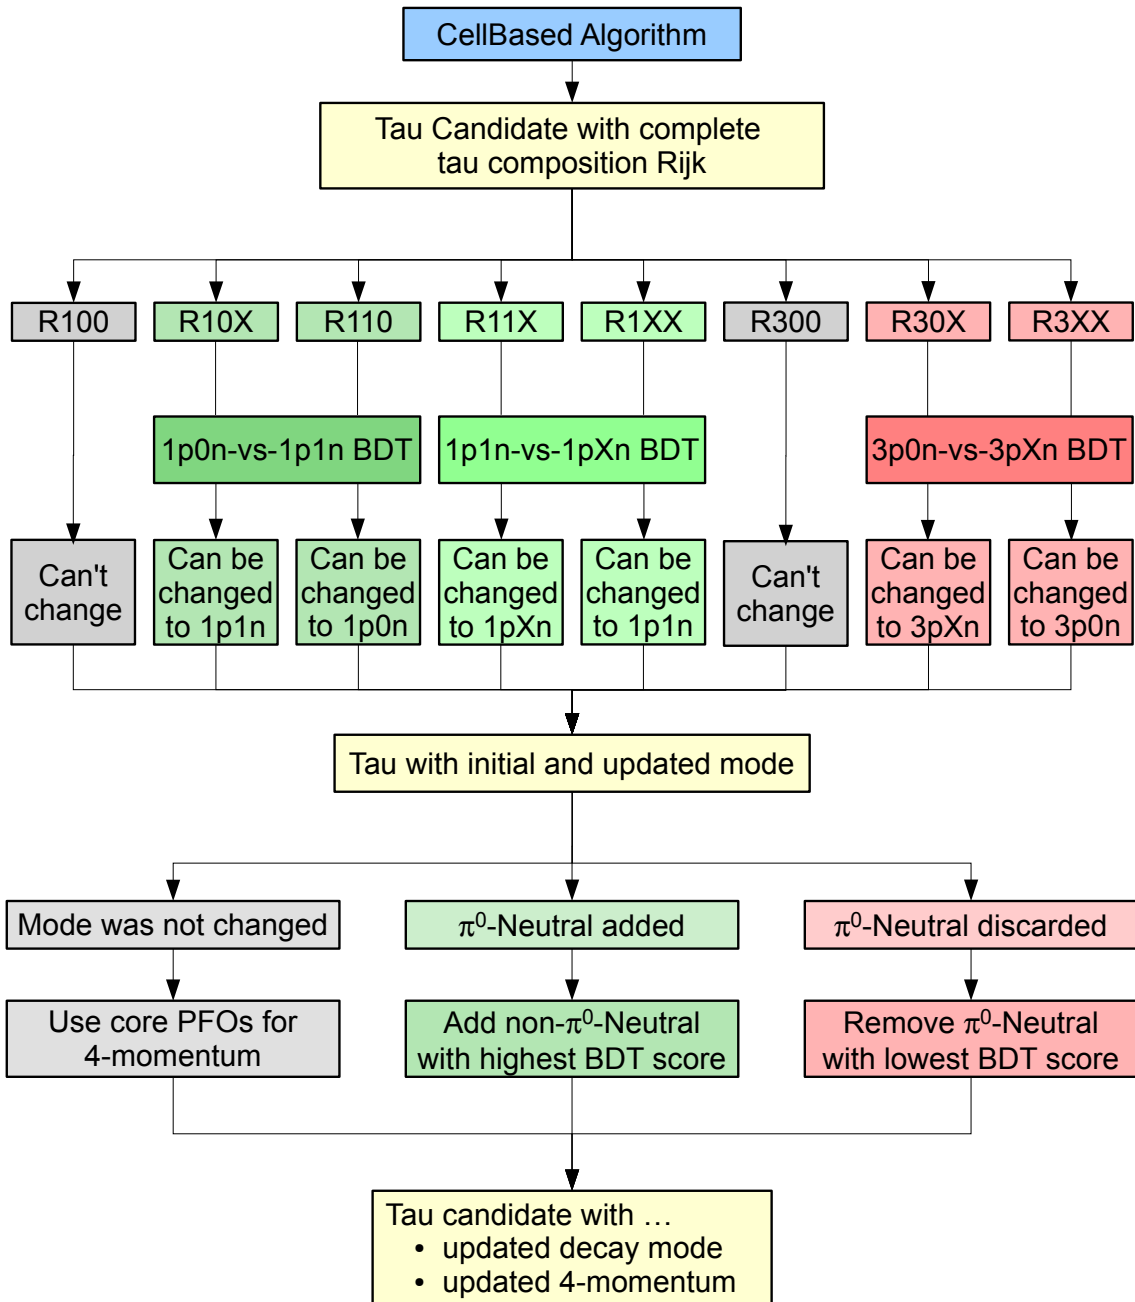 CellBased Algorithm
Tau Candidate with complete
tau composition Rijk
R100
R10X
R110
R11X
R1XX
R300
R30X
R3XX
1p0n-vs-1p1n BDT
1p1n-vs-1pXn BDT
3p0n-vs-3pXn BDT
Can't
change
Can be
changed
to 1p1n
Can be
changed
to 1p0n
Can be
changed
to 1pXn
Can be
changed
to 1p1n
Can't
change
Can be
changed
to 3pXn
Can be
changed
to 3p0n
Tau with initial and updated mode
Mode was not changed
π⁰-Neutral added
π⁰-Neutral discarded
Use core PFOs for
4-momentum
Add non-π⁰-Neutral
with highest BDT score
Remove π⁰-Neutral
with lowest BDT score
Tau candidate with …
• updated decay mode
• updated 4-momentum